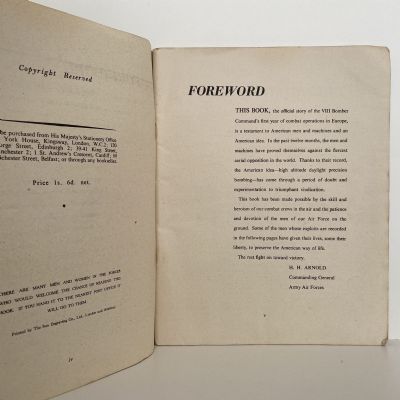 Copyright Reserved
be purchased from His Majesty's Stationery Office
York House, Kingsway, London, W.C.2; 120
George Street, Edinburgh 2; 39-41 King Street,
Manchester 2; 1 St. Andrew's Crescent, Cardiff; 80
Chichester Street, Belfast; or through any bookseller.
Price 1s. 6d. net.
THERE ARE MANY MEN AND WOMEN IN THE FORCES
WHO WOULD WELCOME THE CHANCE OF READING THIS
BOOK. IF YOU HAND IT TO THE NEAREST POST OFFICE IT
WILL GO TO THEM
Printed by The Sun Engraving Co., Ltd., London and Watford.
iv
FOREWORD
THIS BOOK, the official story of the VIII Bomber
Command's first year of combat operations in Europe,
is a testament to American men and machines and an
American idea. In the past twelve months, the men and
machines have proved themselves against the fiercest
aerial opposition in the world. Thanks to their record,
the American idea—high altitude daylight precision
bombing—has come through a period of doubt and
experimentation to triumphant vindication.
This book has been made possible by the skill and
heroism of our combat crews in the air and the patience
and devotion of the men of our Air Force on the
ground. Some of the men whose exploits are recorded
in the following pages have given their lives, some their
liberty, to preserve the American way of life.
The rest fight on toward victory.
H. H. ARNOLD
Commanding General
Army Air Forces
v